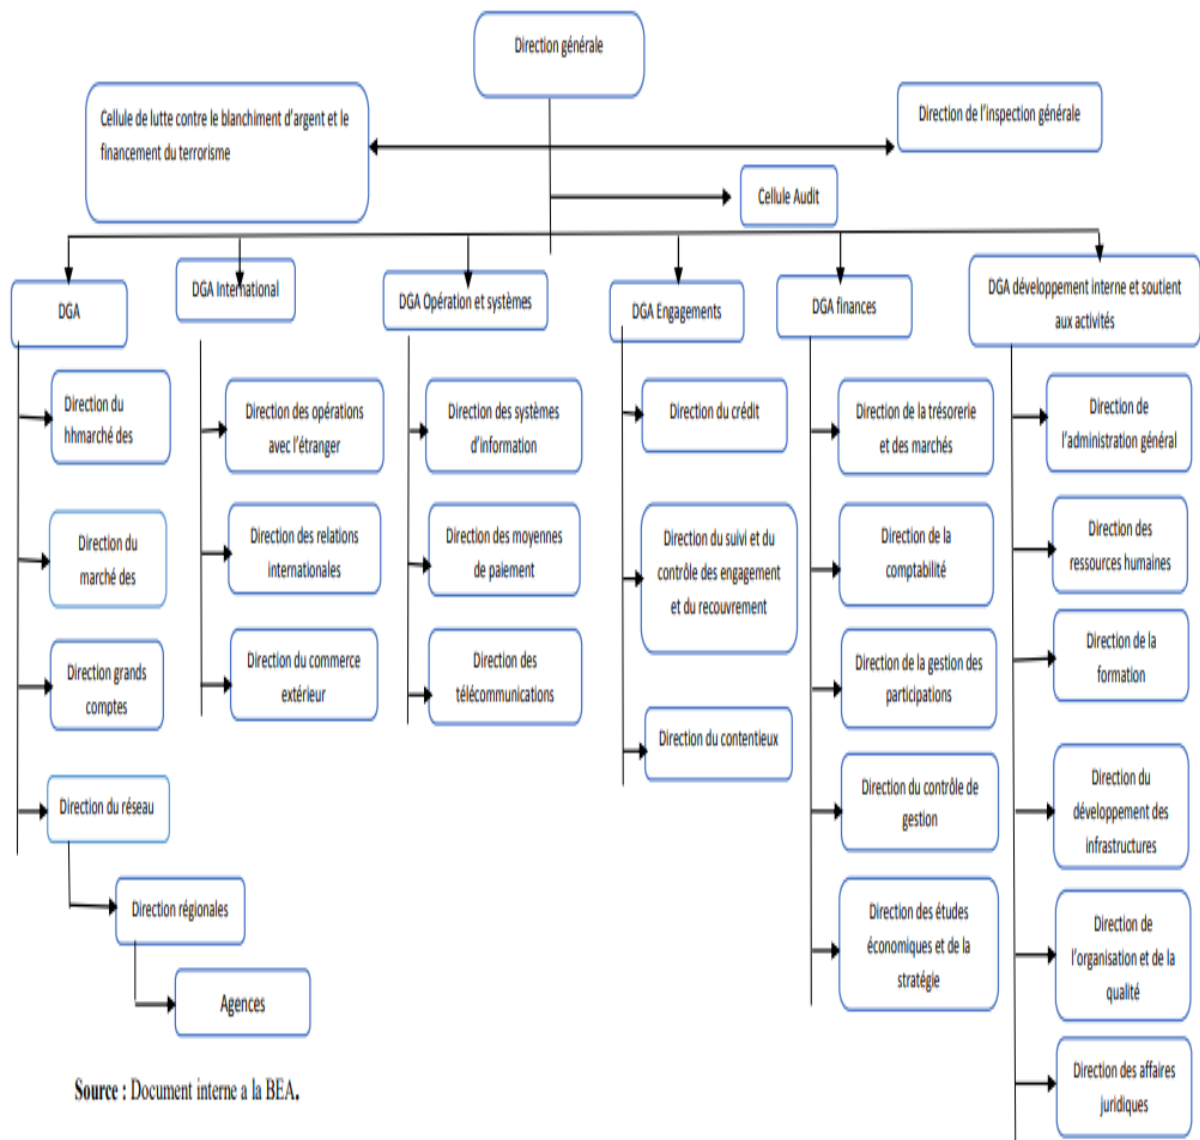 Direction générale
Cellule de lutte contre le blanchiment d'argent et le
financement du terrorisme
Direction de l'inspection générale
Cellule Audit
DGA
DGA International
DGA Opération et systèmes
DGA Engagements
DGA finances
DGA développement interne et soutient
aux activités
Direction du
hhmarché des
Direction du
marché des
Direction grands
comptes
Direction du réseau
Direction régionales
Agences
Direction des opérations
avec l'étranger
Direction des relations
internationales
Direction du commerce
extérieur
Direction des systèmes
d'information
Direction des moyennes
de paiement
Direction des
télécommunications
Direction du crédit
Direction du suivi et du
contrôle des engagement
et du recouvrement
Direction du contentieux
Direction de la trésorerie
et des marchés
Direction de la
comptabilité
Direction de la gestion des
participations
Direction du contrôle de
gestion
Direction des études
économiques et de la
stratégie
Direction de
l'administration général
Direction des
ressources humaines
Direction de la
formation
Direction du
développement des
infrastructures
Direction de
l'organisation et de la
qualité
Direction des affaires
juridiques
Source : Document interne a la BEA.